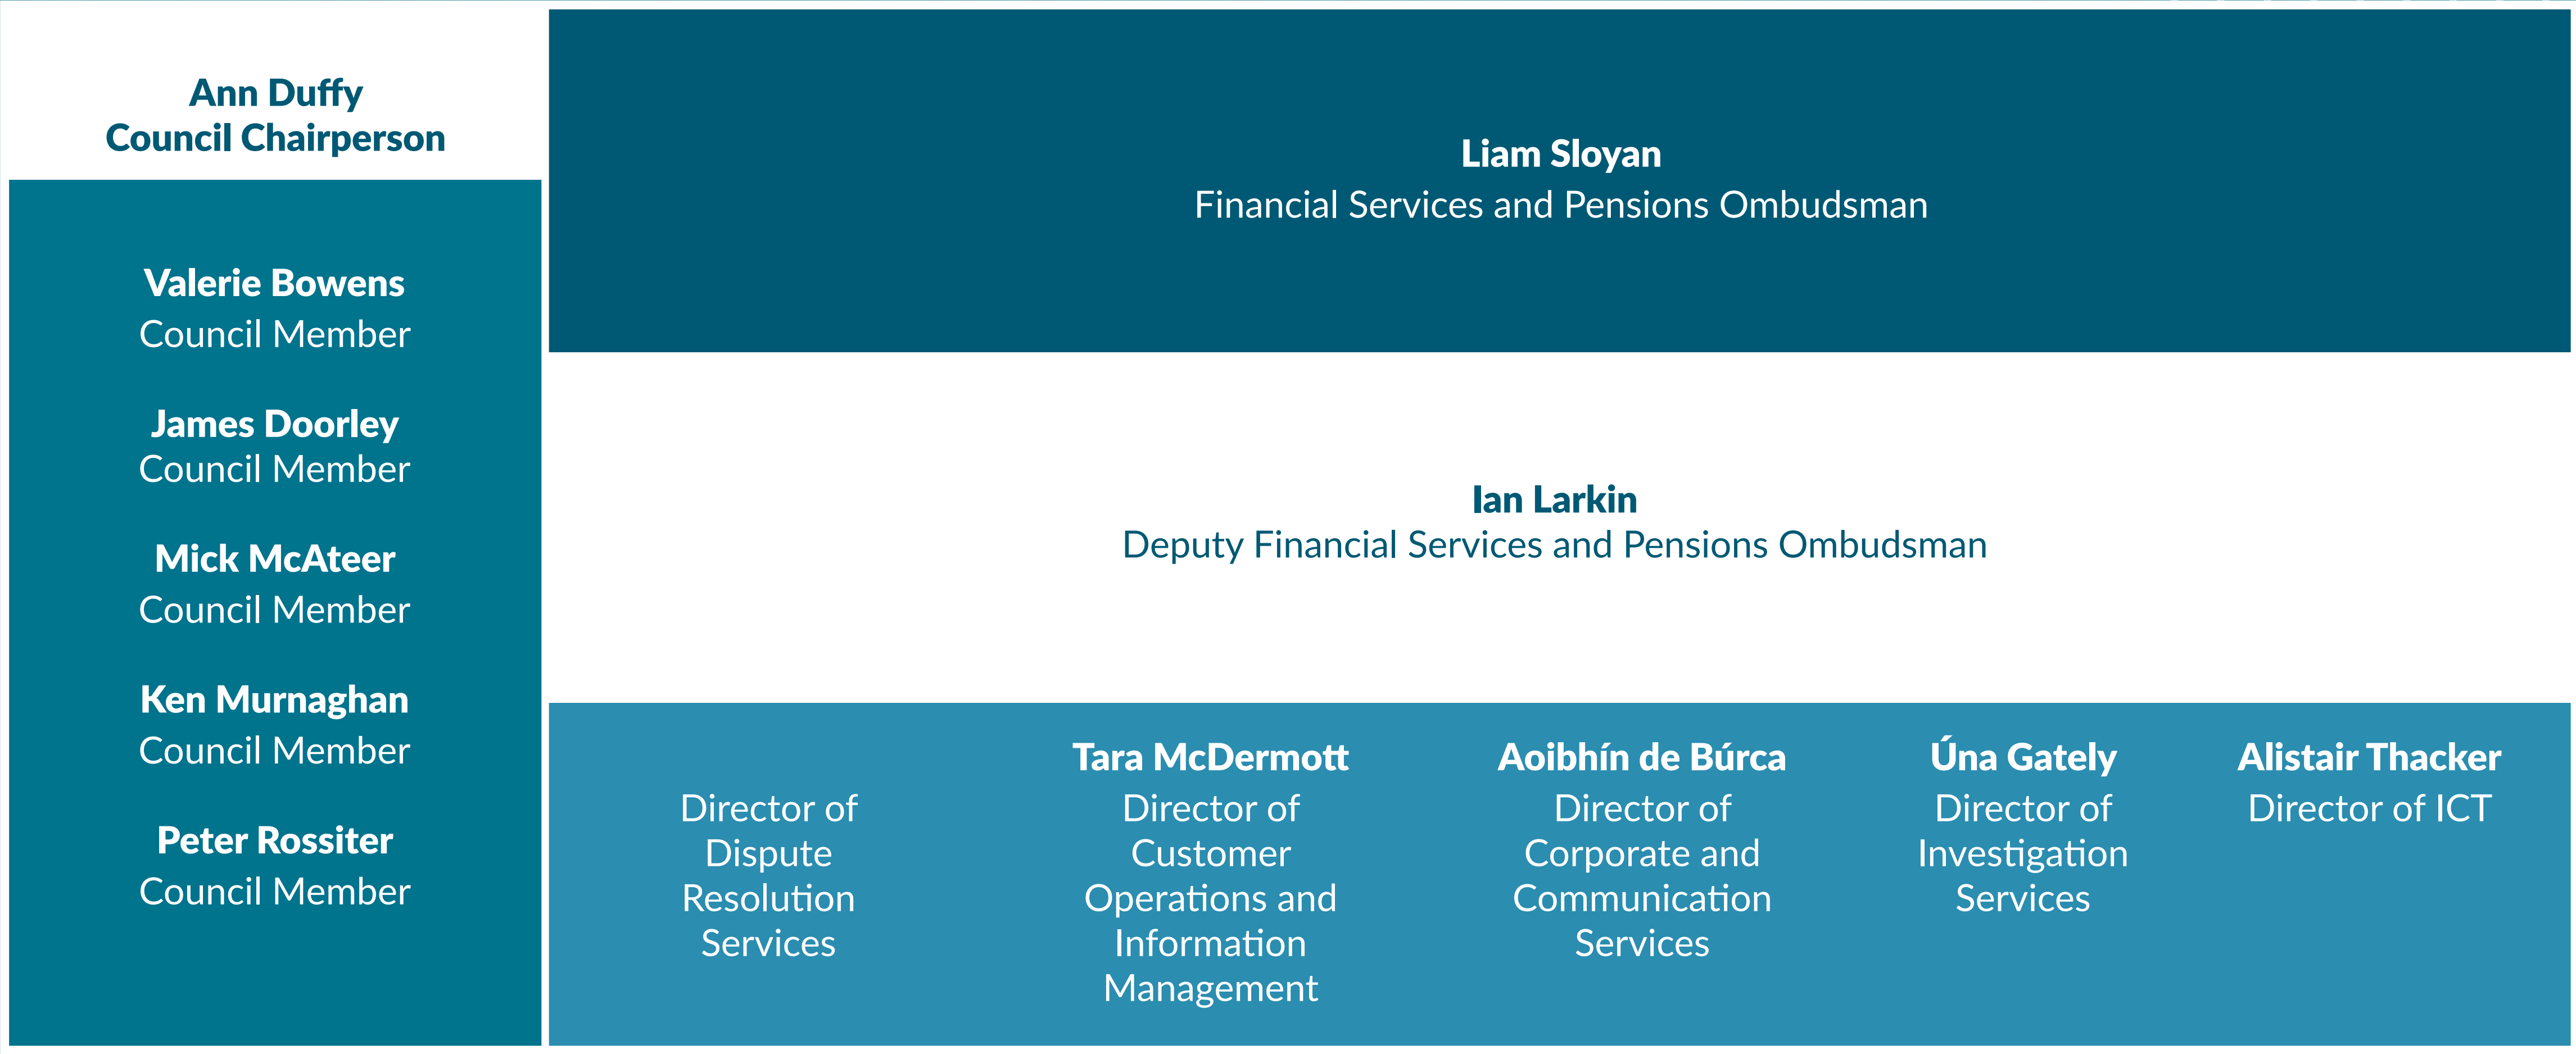 Ann Duffy
Council Chairperson
Valerie Bowens
Council Member
James Doorley
Council Member
Mick McAteer
Council Member
Ken Murnaghan
Council Member
Peter Rossiter
Council Member
Liam Sloyan
Financial Services and Pensions Ombudsman
Ian Larkin
Deputy Financial Services and Pensions Ombudsman
Director of
Dispute
Resolution
Services
Tara McDermott
Director of
Customer
Operations and
Information
Management
Aoibhín de Búrca
Director of
Corporate and
Communication
Services
Úna Gately
Director of
Investigation
Services
Alistair Thacker
Director of ICT